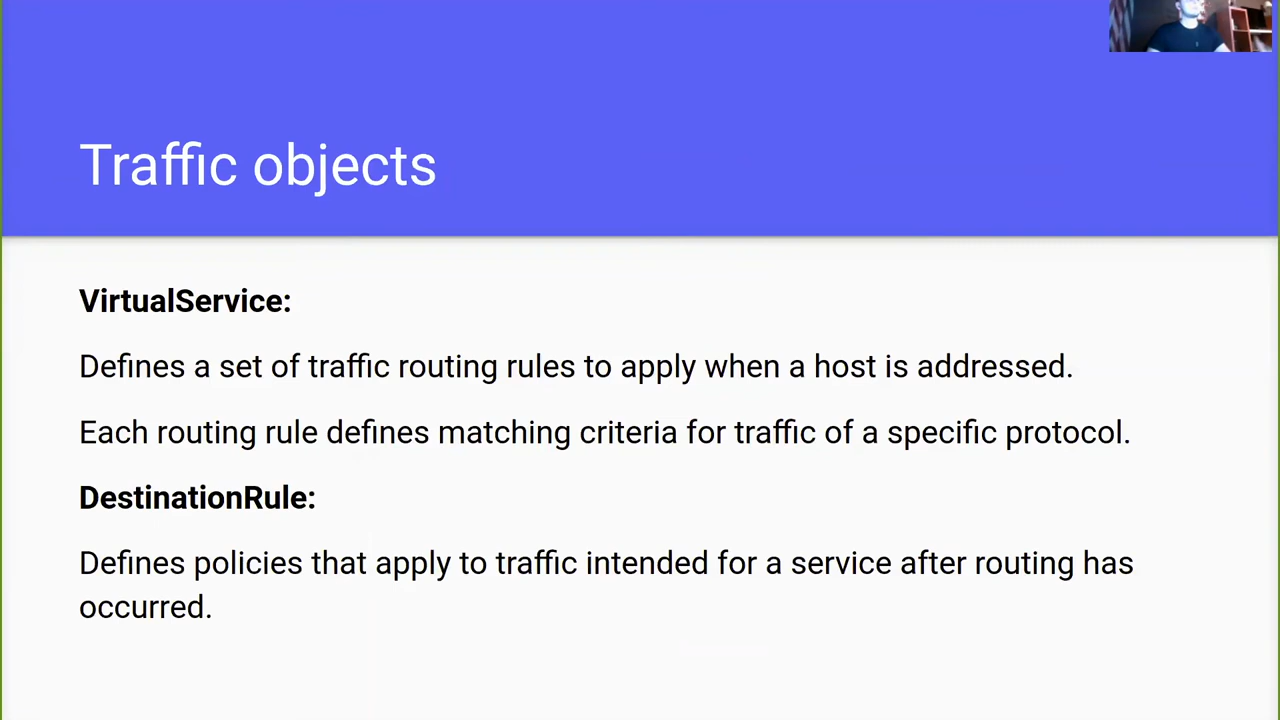 Traffic objects
VirtualService:
Defines a set of traffic routing rules to apply when a host is addressed.
Each routing rule defines matching criteria for traffic of a specific protocol.
DestinationRule:
Defines policies that apply to traffic intended for a service after routing has
occurred.